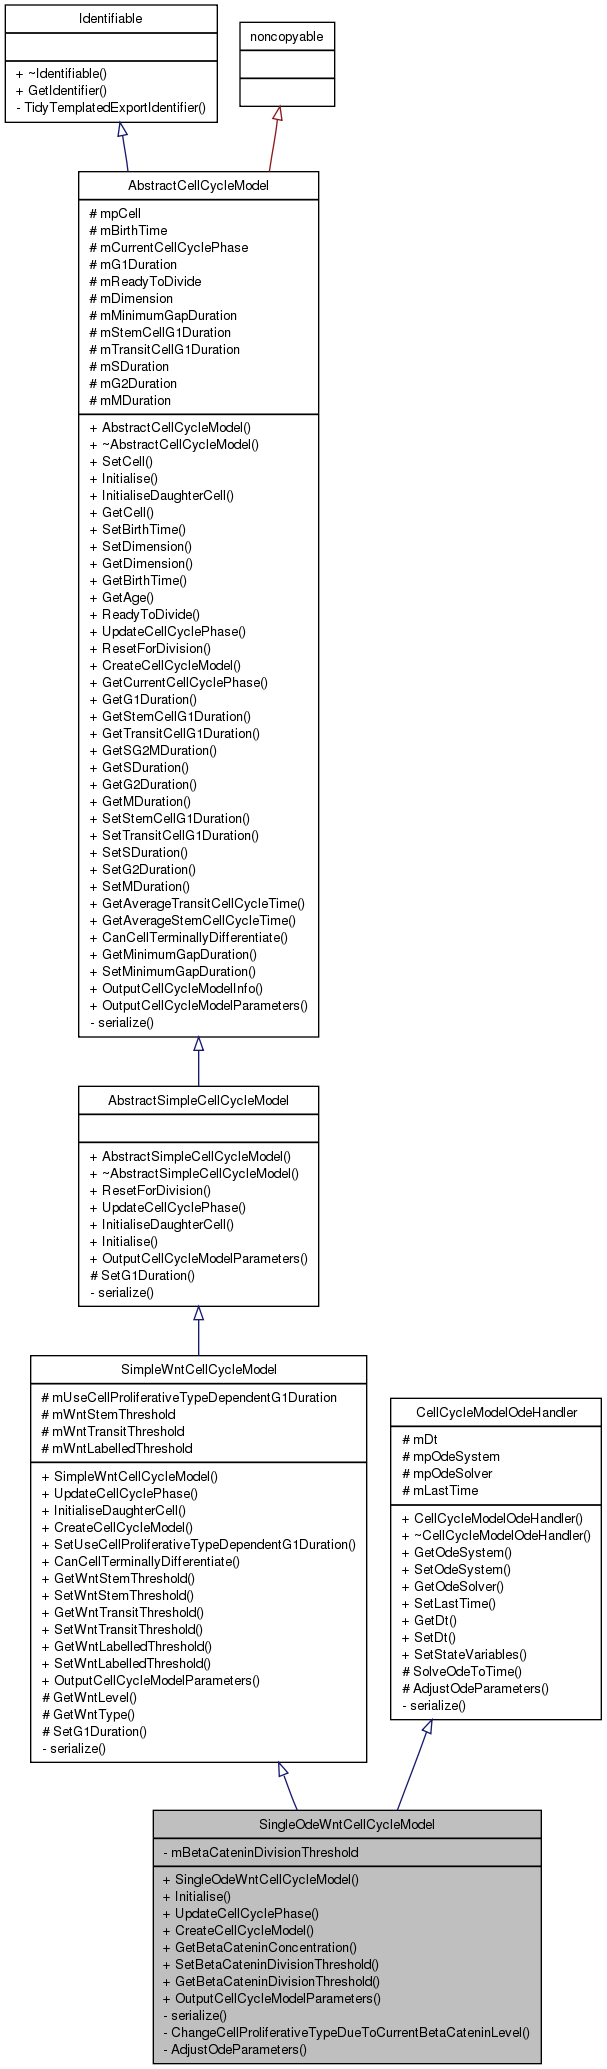 Identifiable
+ ~Identifiable()
+ GetIdentifier()
- TidyTemplatedExportIdentifier()
noncopyable
AbstractCellCycleModel
# mpCell
# mBirthTime
# mCurrentCellCyclePhase
# mG1Duration
# mReadyToDivide
# mDimension
# mMinimumGapDuration
# mStemCellG1Duration
# mTransitCellG1Duration
# mSDuration
# mG2Duration
# mMDuration
+ AbstractCellCycleModel()
+ ~AbstractCellCycleModel()
+ SetCell()
+ Initialise()
+ InitialiseDaughterCell()
+ GetCell()
+ SetBirthTime()
+ SetDimension()
+ GetDimension()
+ GetBirthTime()
+ GetAge()
+ ReadyToDivide()
+ UpdateCellCyclePhase()
+ ResetForDivision()
+ CreateCellCycleModel()
+ GetCurrentCellCyclePhase()
+ GetG1Duration()
+ GetStemCellG1Duration()
+ GetTransitCellG1Duration()
+ GetSG2MDuration()
+ GetSDuration()
+ GetG2Duration()
+ GetMDuration()
+ SetStemCellG1Duration()
+ SetTransitCellG1Duration()
+ SetSDuration()
+ SetG2Duration()
+ SetMDuration()
+ GetAverageTransitCellCycleTime()
+ GetAverageStemCellCycleTime()
+ CanCellTerminallyDifferentiate()
+ GetMinimumGapDuration()
+ SetMinimumGapDuration()
+ OutputCellCycleModelInfo()
+ OutputCellCycleModelParameters()
- serialize()
AbstractSimpleCellCycleModel
+ AbstractSimpleCellCycleModel()
+ ~AbstractSimpleCellCycleModel()
+ ResetForDivision()
+ UpdateCellCyclePhase()
+ InitialiseDaughterCell()
+ Initialise()
+ OutputCellCycleModelParameters()
# SetG1Duration()
- serialize()
SimpleWntCellCycleModel
# mUseCellProliferativeTypeDependentG1Duration
# mWntStemThreshold
# mWntTransitThreshold
# mWntLabelledThreshold
+ SimpleWntCellCycleModel()
+ UpdateCellCyclePhase()
+ InitialiseDaughterCell()
+ CreateCellCycleModel()
+ SetUseCellProliferativeTypeDependentG1Duration()
+ CanCellTerminallyDifferentiate()
+ GetWntStemThreshold()
+ SetWntStemThreshold()
+ GetWntTransitThreshold()
+ SetWntTransitThreshold()
+ GetWntLabelledThreshold()
+ SetWntLabelledThreshold()
+ OutputCellCycleModelParameters()
# GetWntLevel()
# GetWntType()
# SetG1Duration()
- serialize()
CellCycleModelOdeHandler
# mDt
# mpOdeSystem
# mpOdeSolver
# mLastTime
+ CellCycleModelOdeHandler()
+ ~CellCycleModelOdeHandler()
+ GetOdeSystem()
+ SetOdeSystem()
+ GetOdeSolver()
+ SetLastTime()
+ GetDt()
+ SetDt()
+ SetStateVariables()
# SolveOdeToTime()
# AdjustOdeParameters()
- serialize()
SingleOdeWntCellCycleModel
- mBetaCateninDivisionThreshold
+ SingleOdeWntCellCycleModel()
+ Initialise()
+ UpdateCellCyclePhase()
+ CreateCellCycleModel()
+ GetBetaCateninConcentration()
+ SetBetaCateninDivisionThreshold()
+ GetBetaCateninDivisionThreshold()
+ OutputCellCycleModelParameters()
- serialize()
- ChangeCellProliferativeTypeDueToCurrentBetaCateninLevel()
- AdjustOdeParameters()